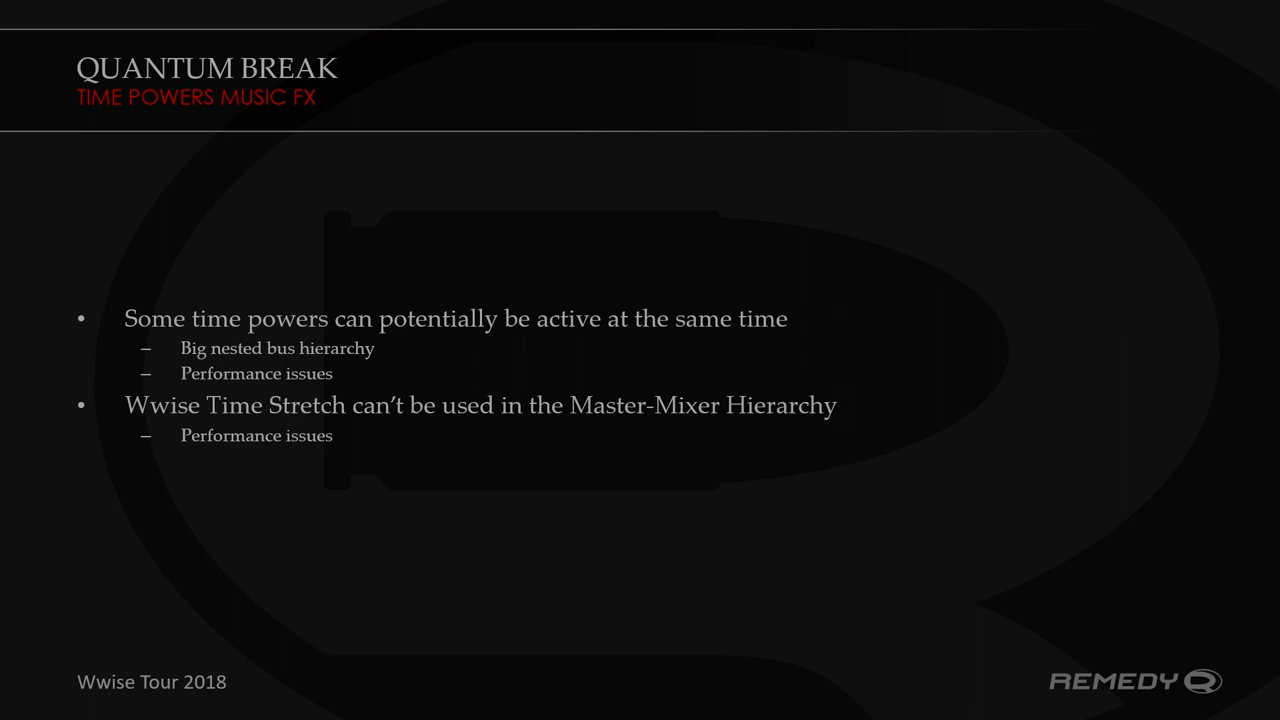 QUANTUM BREAK
TIME POWERS MUSIC FX
• Some time powers can potentially be active at the same time
– Big nested bus hierarchy
– Performance issues
• Wwise Time Stretch can’t be used in the Master-Mixer Hierarchy
– Performance issues
Wwise Tour 2018
REMEDY